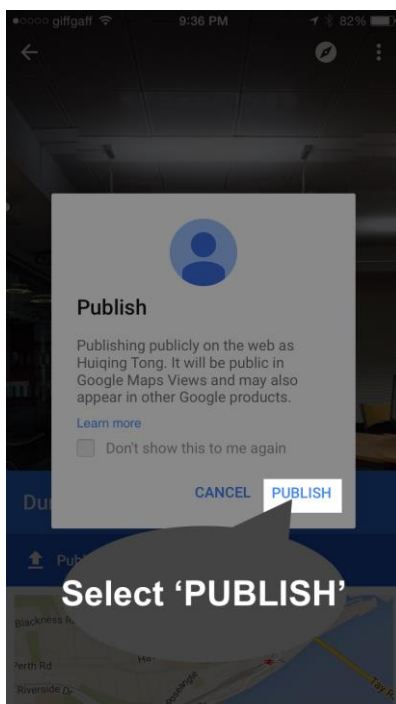 giffgaff 9:36 PM 82%
Publish
Publishing publicly on the web as
Huiqing Tong. It will be public in
Google Maps Views and may also
appear in other Google products.
Learn more
Don't show this to me again
CANCEL PUBLISH
Select ‘PUBLISH’
Perth Rd
Riverside